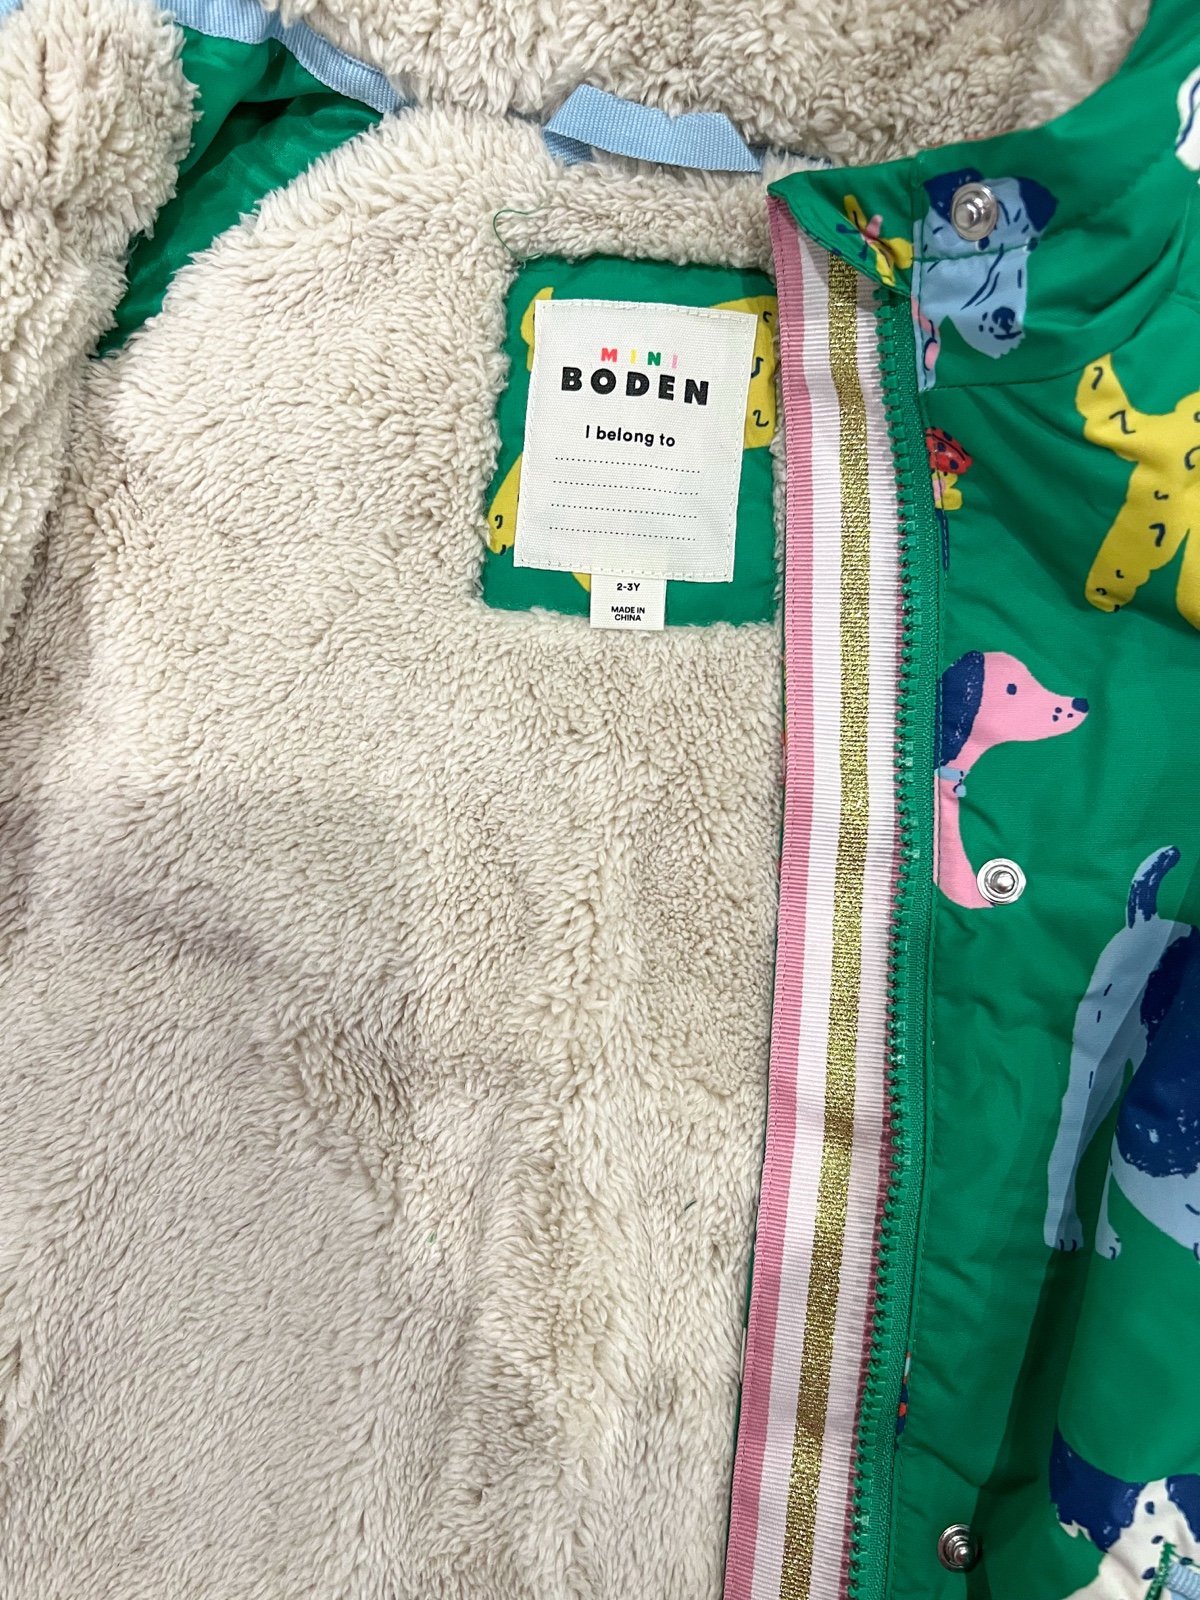 MINI
BODEN
I belong to
2-3Y
MADE IN
CHINA